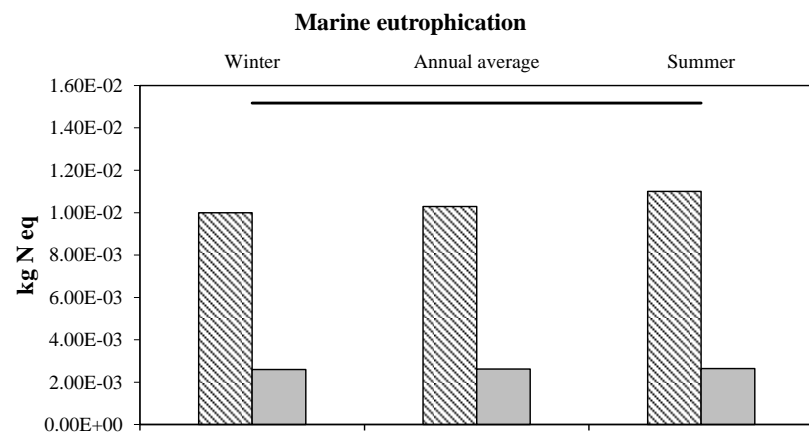 Marine eutrophication
Winter Annual average Summer
1.60E-02
1.40E-02
1.20E-02
1.00E-02
8.00E-03
6.00E-03
4.00E-03
2.00E-03
0.00E+00
kg N eq